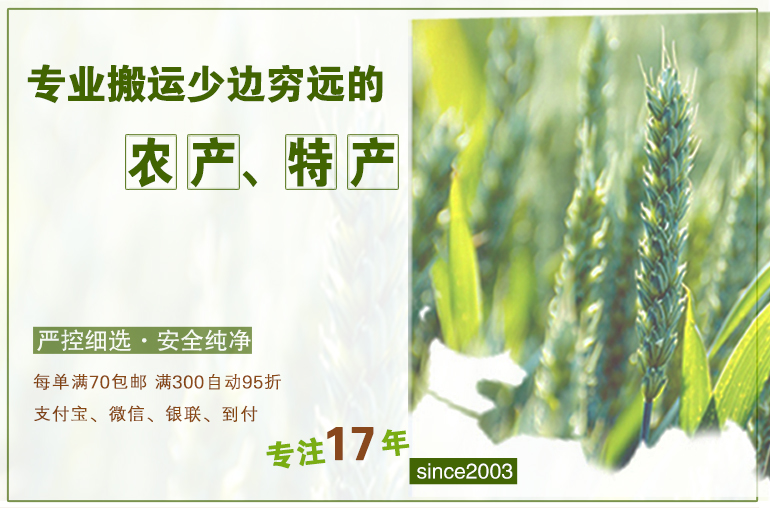 专业搬运少边穷远的
农产、特产
严控细选·安全纯净
每单满70包邮 满300自动95折
支付宝、微信、银联、到付
专注17年
since2003